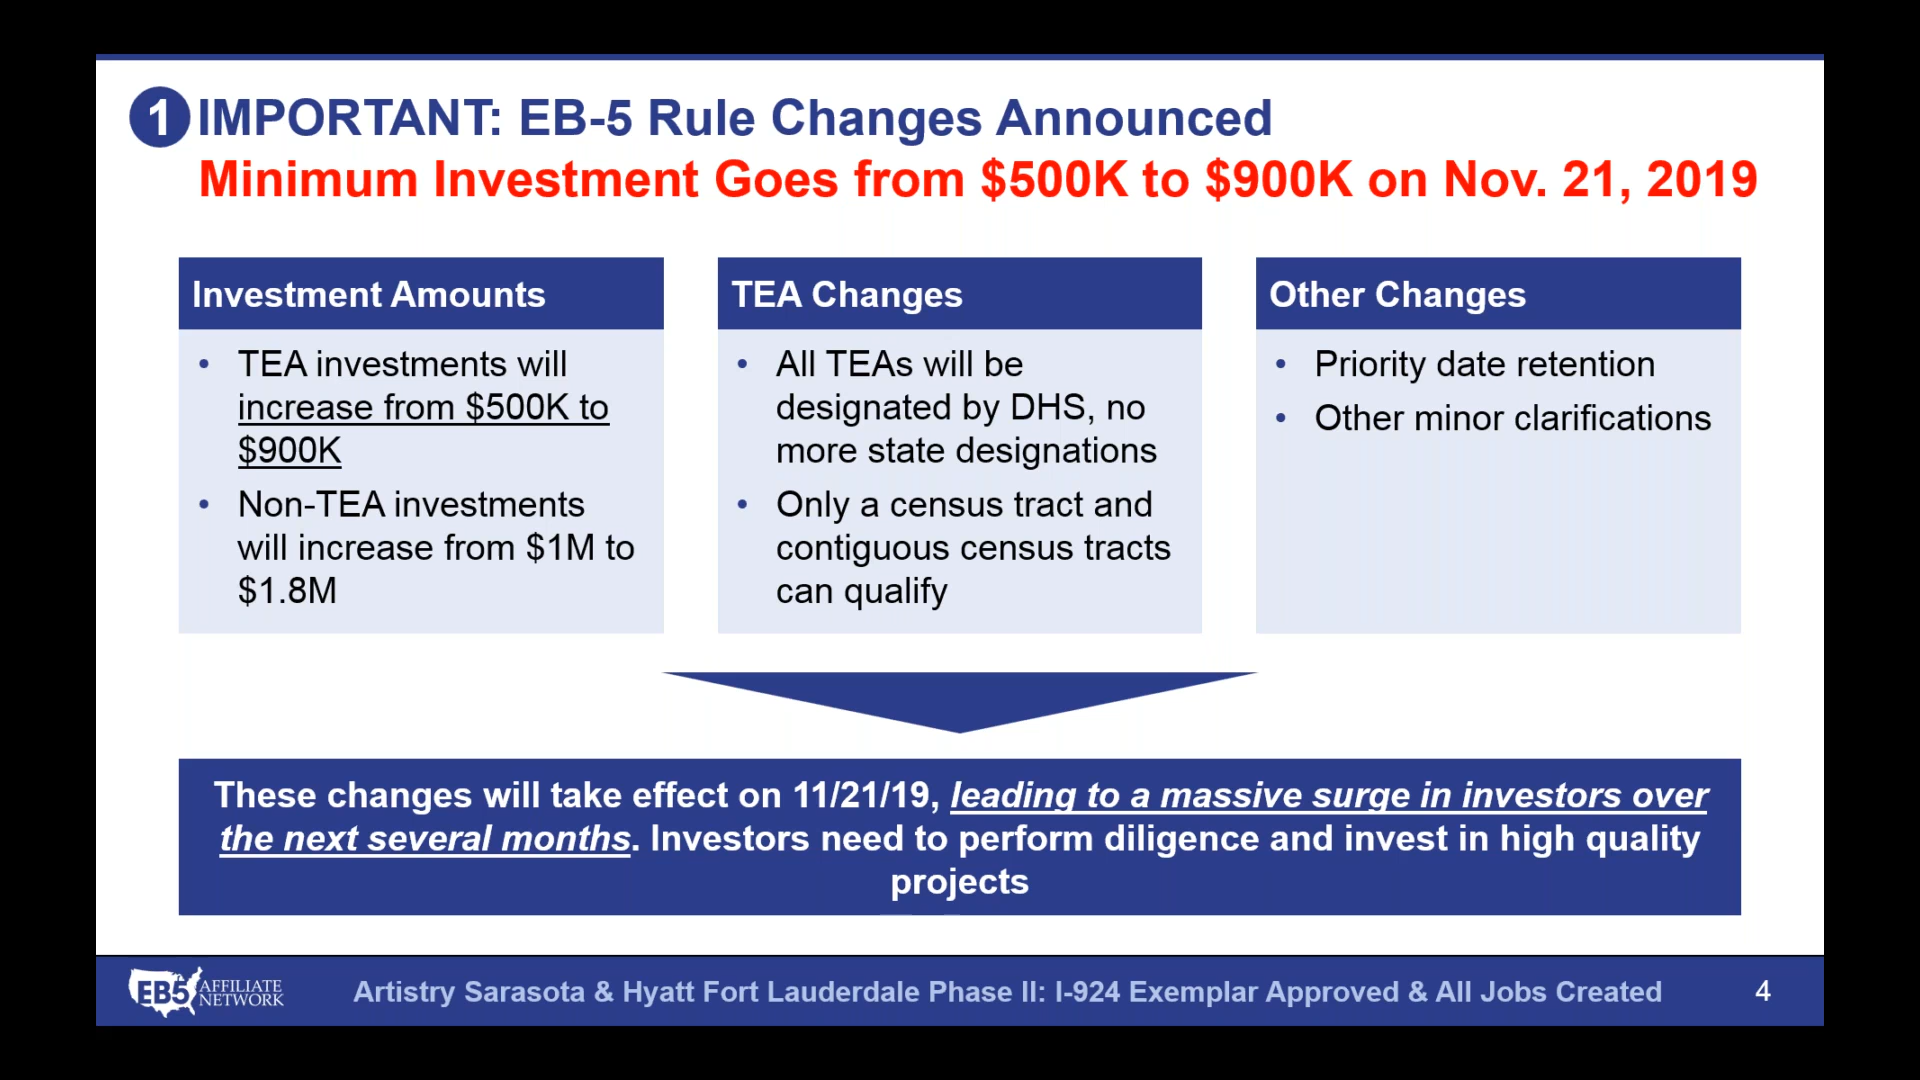 1 IMPORTANT: EB-5 Rule Changes Announced
Minimum Investment Goes from $500K to $900K on Nov. 21, 2019
Investment Amounts
• TEA investments will
increase from $500K to
$900K
• Non-TEA investments
will increase from $1M to
$1.8M
TEA Changes
• All TEAs will be
designated by DHS, no
more state designations
• Only a census tract and
contiguous census tracts
can qualify
Other Changes
• Priority date retention
• Other minor clarifications
These changes will take effect on 11/21/19, leading to a massive surge in investors over
the next several months. Investors need to perform diligence and invest in high quality
projects
EB5 AFFILIATE
NETWORK
Artistry Sarasota & Hyatt Fort Lauderdale Phase II: I-924 Exemplar Approved & All Jobs Created
4